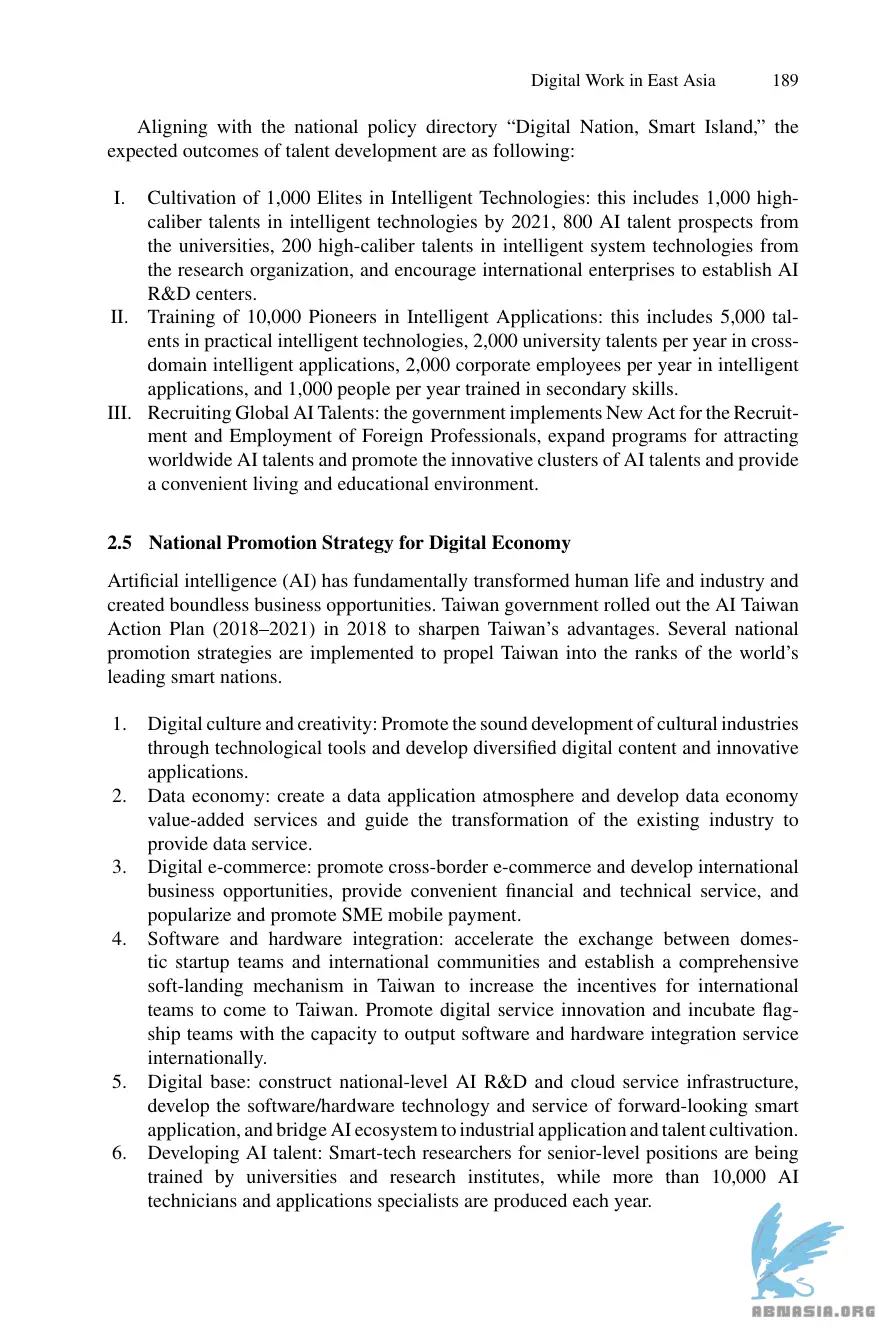 Digital Work in East Asia 189
Aligning with the national policy directory “Digital Nation, Smart Island,” the
expected outcomes of talent development are as following:
I. Cultivation of 1,000 Elites in Intelligent Technologies: this includes 1,000 high-
caliber talents in intelligent technologies by 2021, 800 AI talent prospects from
the universities, 200 high-caliber talents in intelligent system technologies from
the research organization, and encourage international enterprises to establish AI
R&D centers.
II. Training of 10,000 Pioneers in Intelligent Applications: this includes 5,000 tal-
ents in practical intelligent technologies, 2,000 university talents per year in cross-
domain intelligent applications, 2,000 corporate employees per year in intelligent
applications, and 1,000 people per year trained in secondary skills.
III. Recruiting Global AI Talents: the government implements New Act for the Recruit-
ment and Employment of Foreign Professionals, expand programs for attracting
worldwide AI talents and promote the innovative clusters of AI talents and provide
a convenient living and educational environment.
2.5 National Promotion Strategy for Digital Economy
Artificial intelligence (AI) has fundamentally transformed human life and industry and
created boundless business opportunities. Taiwan government rolled out the AI Taiwan
Action Plan (2018–2021) in 2018 to sharpen Taiwan’s advantages. Several national
promotion strategies are implemented to propel Taiwan into the ranks of the world’s
leading smart nations.
1. Digital culture and creativity: Promote the sound development of cultural industries
through technological tools and develop diversified digital content and innovative
applications.
2. Data economy: create a data application atmosphere and develop data economy
value-added services and guide the transformation of the existing industry to
provide data service.
3. Digital e-commerce: promote cross-border e-commerce and develop international
business opportunities, provide convenient financial and technical service, and
popularize and promote SME mobile payment.
4. Software and hardware integration: accelerate the exchange between domes-
tic startup teams and international communities and establish a comprehensive
soft-landing mechanism in Taiwan to increase the incentives for international
teams to come to Taiwan. Promote digital service innovation and incubate flag-
ship teams with the capacity to output software and hardware integration service
internationally.
5. Digital base: construct national-level AI R&D and cloud service infrastructure,
develop the software/hardware technology and service of forward-looking smart
application, and bridge AI ecosystem to industrial application and talent cultivation.
6. Developing AI talent: Smart-tech researchers for senior-level positions are being
trained by universities and research institutes, while more than 10,000 AI
technicians and applications specialists are produced each year.
ABNASIA.ORG